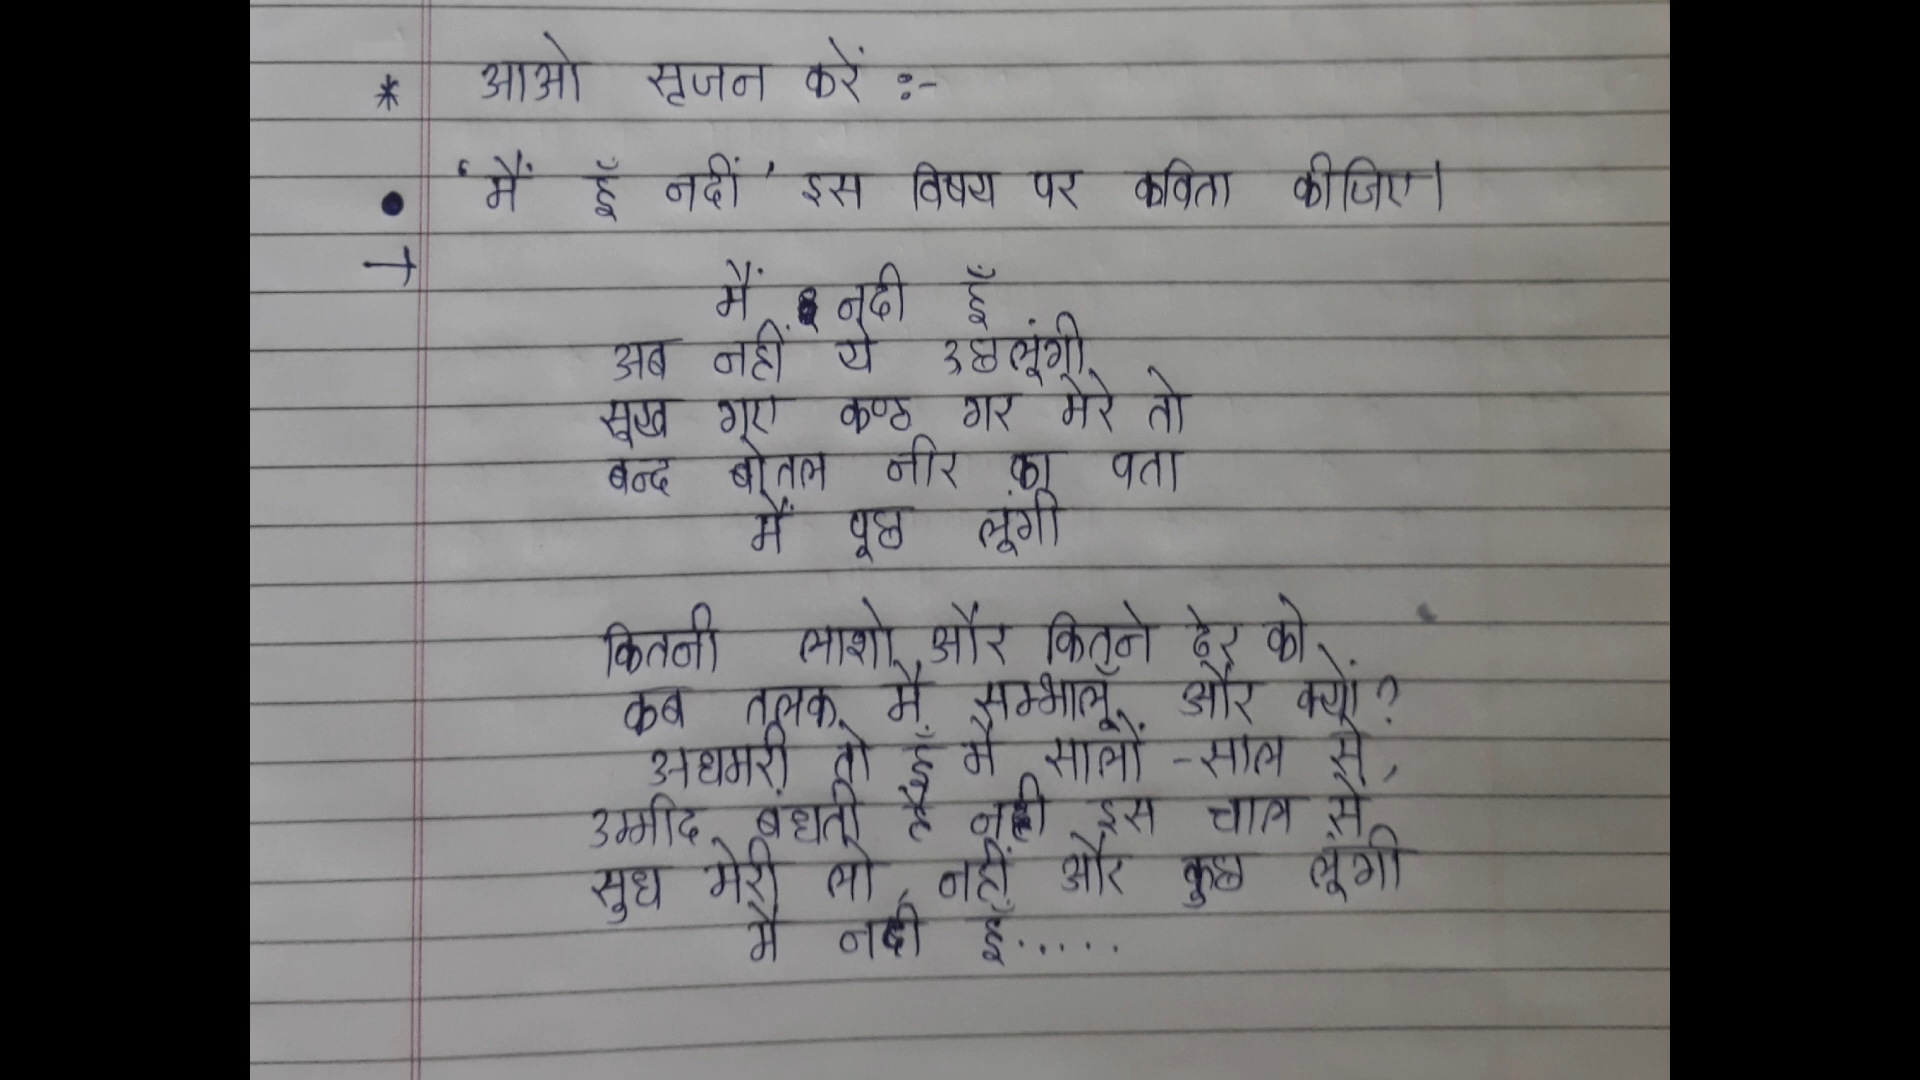 * आओ सृजन करें :-
• 'मैं हूँ नदीं' इस विषय पर कविता कीजिए।
→
मैं नदी हूँ
अब नहीं ये उछलूंगी
सूख गए कण्ठ गर मेरे तो
बन्द बोतल नीर का पता
मैं पूछ लूंगी
कितनी लाशो और कितने ढेर को
कब तलक मैं सम्भालूँ और क्यों?
अधमरी तो हूँ मैं सालों-साल से,
उम्मीद बंधती है नही इस चाल से
सुध मेरी लो, नहीं और कुछ लूंगी
मैं नदी हूँ.....